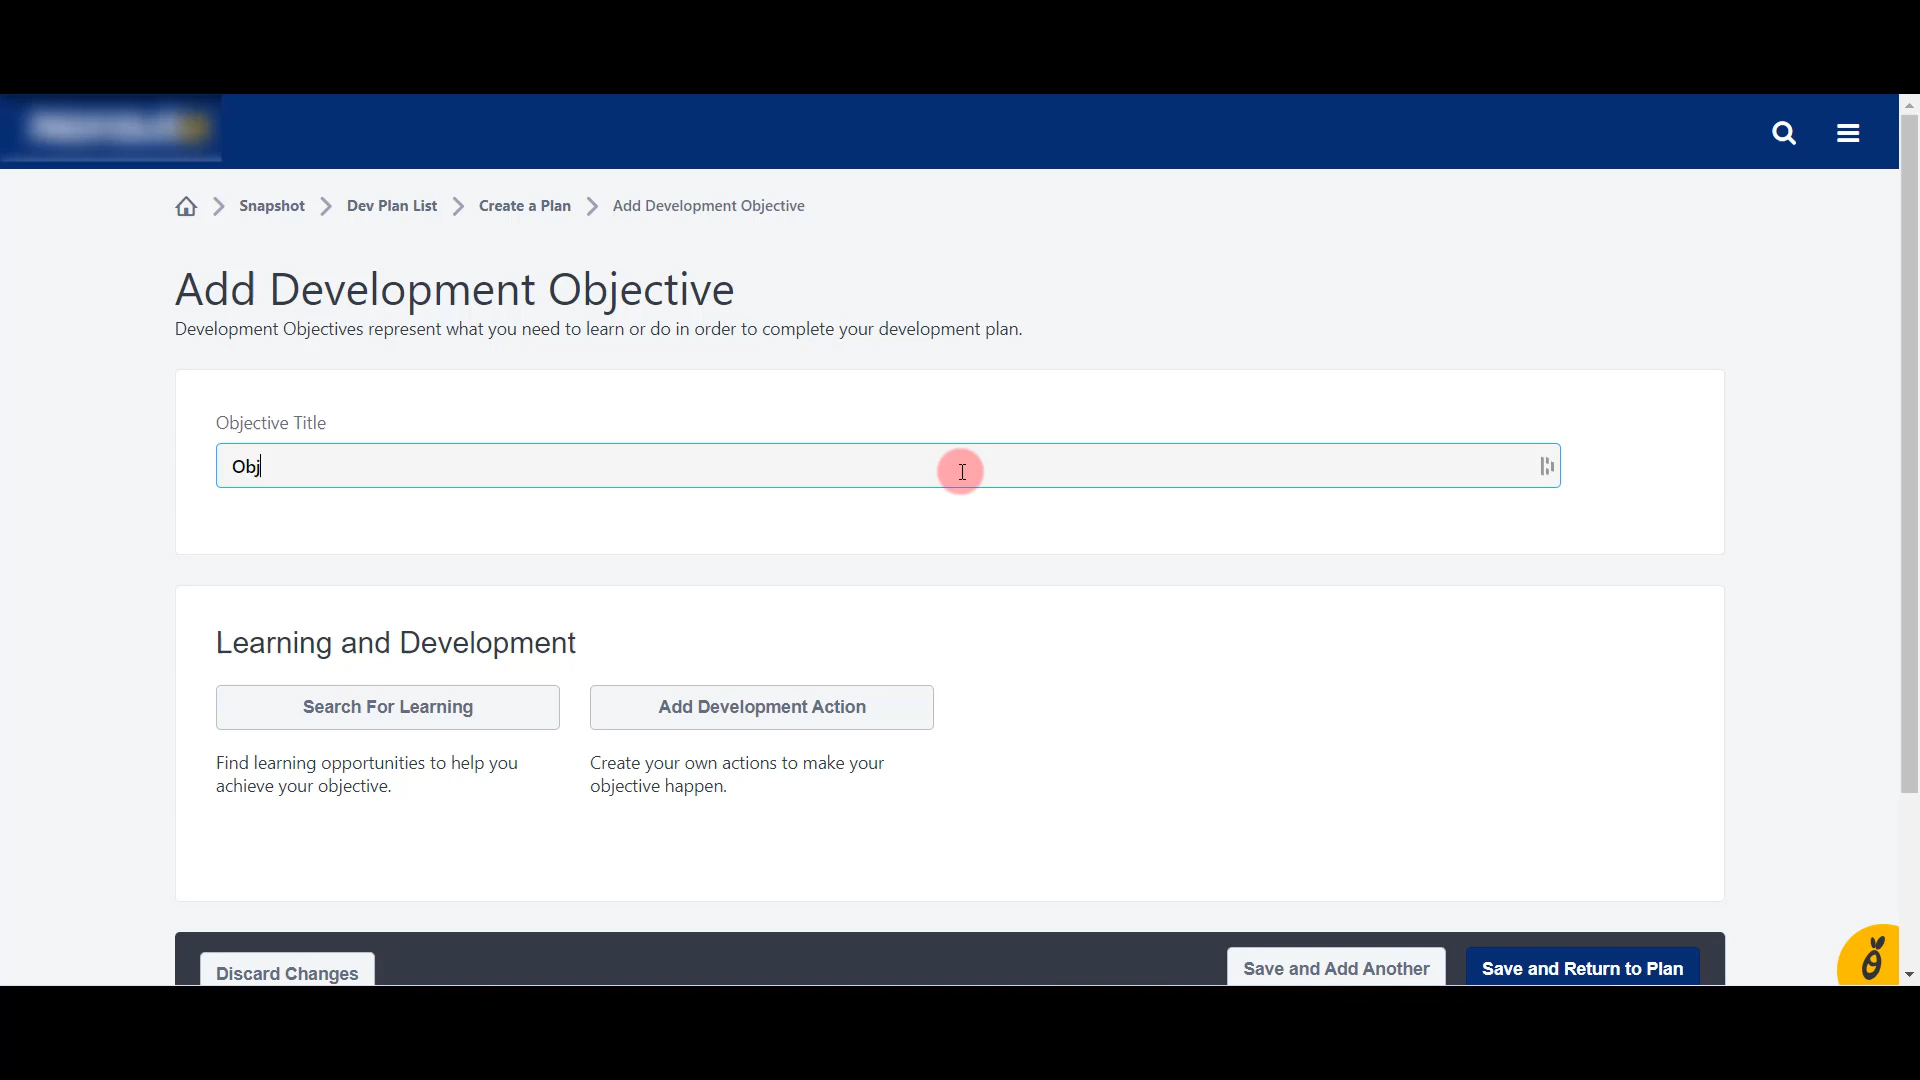 Snapshot
Dev Plan List
Create a Plan
Add Development Objective
Add Development Objective
Development Objectives represent what you need to learn or do in order to complete your development plan.
Objective Title
Obj
Learning and Development
Search For Learning
Add Development Action
Find learning opportunities to help you
achieve your objective.
Create your own actions to make your
objective happen.
Discard Changes
Save and Add Another
Save and Return to Plan